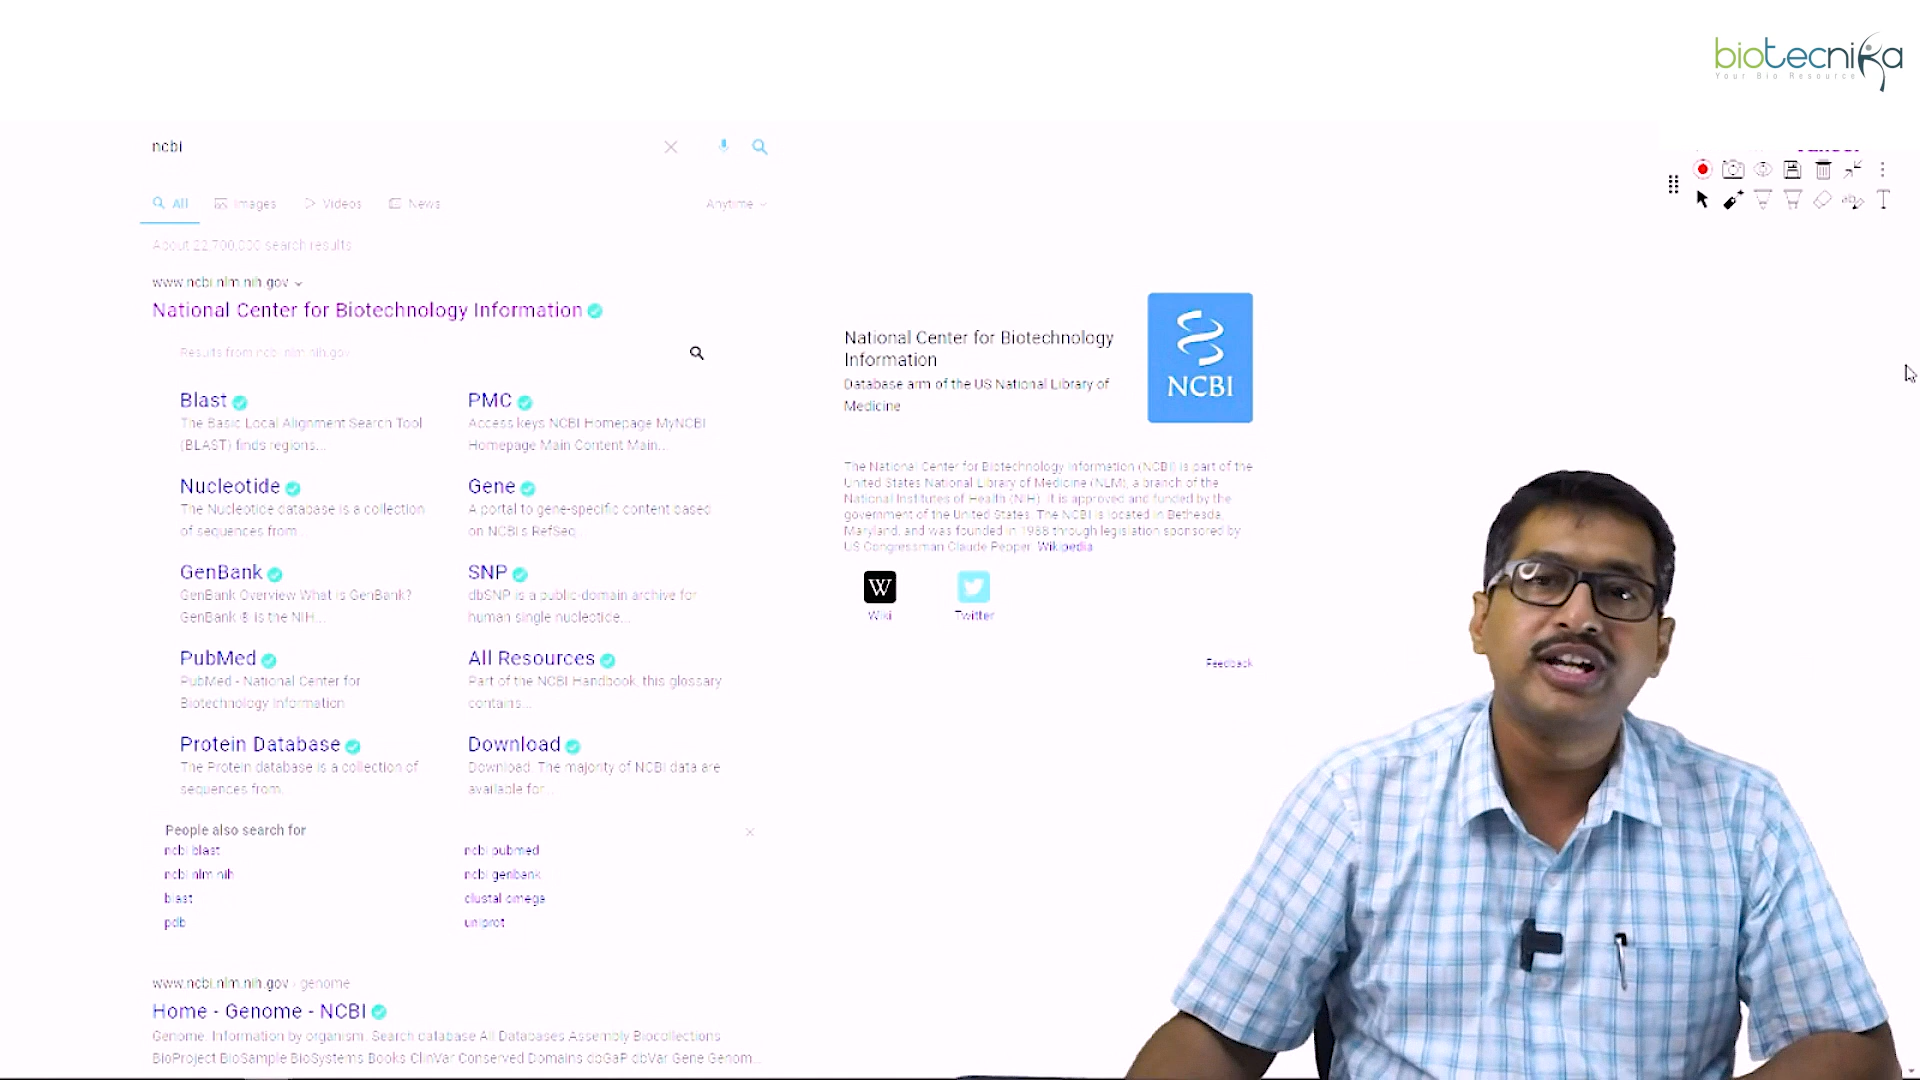 biotecnika
Your Bio Resource
ncbi
All
Images
Videos
News
Anytime
About 22,700,000 search results
www.ncbi.nlm.nih.gov
National Center for Biotechnology Information
Results from ncbi.nlm.nih.gov
Blast
The Basic Local Alignment Search Tool
(BLAST) finds regions...
PMC
Access keys NCBI Homepage MyNCBI
Homepage Main Content Main...
Nucleotide
The Nucleotide database is a collection
of sequences from
Gene
A portal to gene-specific content based
on NCBI's RefSeq
GenBank
GenBank Overview What is GenBank?
GenBank ® is the NIH...
SNP
dbSNP is a public-domain archive for
human single nucleotide...
PubMed
PubMed - National Center for
Biotechnology Information
All Resources
Part of the NCBI Handbook, this glossary
contains...
Protein Database
The Protein database is a collection of
sequences from
Download
Download. The majority of NCBI data are
available for...
People also search for
ncbi blast
ncbi pubmed
ncbi nlm nih
ncbi genbank
blast
clustal omega
pdb
uniprot
www.ncbi.nlm.nih.gov › genome
Home - Genome - NCBI
Genome. Information by organism. Search database All Databases Assembly Biocollections
BioProject BioSample BioSystems Books ClinVar Conserved Domains dbGaP dbVar Gene Genom...
National Center for Biotechnology
Information
Database arm of the US National Library of
Medicine
NCBI
The National Center for Biotechnology Information (NCBI) is part of the
United States National Library of Medicine (NLM), a branch of the
National Institutes of Health (NIH). It is approved and funded by the
government of the United States. The NCBI is located in Bethesda,
Maryland, and was founded in 1988 through legislation sponsored by
US Congressman Claude Pepper. Wikipedia
W
Wiki
Twitter
Feedback